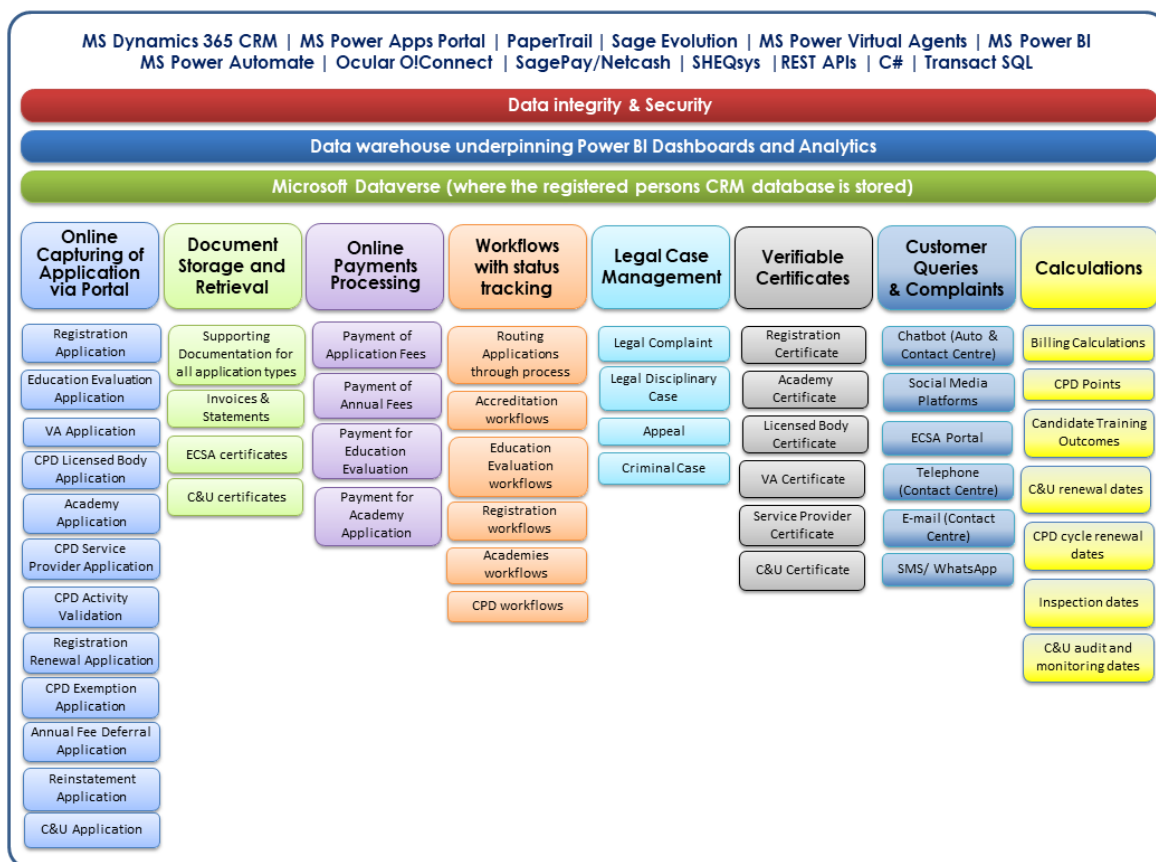 MS Dynamics 365 CRM | MS Power Apps Portal | PaperTrail | Sage Evolution | MS Power Virtual Agents | MS Power BI
MS Power Automate | Ocular O!Connect | SagePay/Netcash | SHEQsys |REST APIs | C# | Transact SQL
Data integrity & Security
Data warehouse underpinning Power BI Dashboards and Analytics
Microsoft Dataverse (where the registered persons CRM database is stored)
Online
Capturing of
Application
via Portal
Registration
Application
Education Evaluation
Application
VA Application
CPD Licensed Body
Application
Academy
Application
CPD Service
Provider Application
CPD Activity
Validation
Registration
Renewal Application
CPD Exemption
Application
Annual Fee Deferral
Application
Reinstatement
Application
C&U Application
Document
Storage and
Retrieval
Supporting
Documentation for
all application types
Invoices &
Statements
ECSA certificates
C&U certificates
Online
Payments
Processing
Payment of
Application Fees
Payment of
Annual Fees
Payment for
Education
Evaluation
Payment for
Academy
Application
Workflows
with status
tracking
Routing
Applications
through process
Accreditation
workflows
Education
Evaluation
workflows
Registration
workflows
Academies
workflows
CPD workflows
Legal Case
Management
Legal Complaint
Legal Disciplinary
Case
Appeal
Criminal Case
Verifiable
Certificates
Registration
Certificate
Academy
Certificate
Licensed Body
Certificate
VA Certificate
Service Provider
Certificate
C&U Certificate
Customer
Queries
& Complaints
Chatbot (Auto &
Contact Centre)
Social Media
Platforms
ECSA Portal
Telephone
(Contact Centre)
E-mail (Contact
Centre)
SMS/ WhatsApp
Calculations
Billing Calculations
CPD Points
Candidate Training
Outcomes
C&U renewal dates
CPD cycle renewal
dates
Inspection dates
C&U audit and
monitoring dates